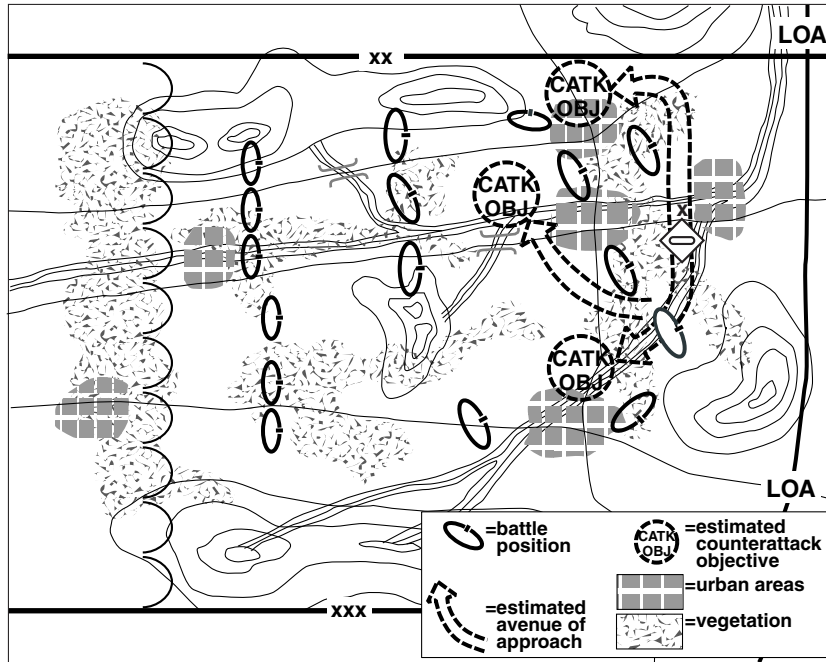 LOA
xx
CATK
OBJ
CATK
OBJ
x
CATK
OBJ
LOA
=battle
position
CATK
OBJ
=estimated
counterattack
objective
=urban areas
=estimated
avenue of
approach
=vegetation
xxx